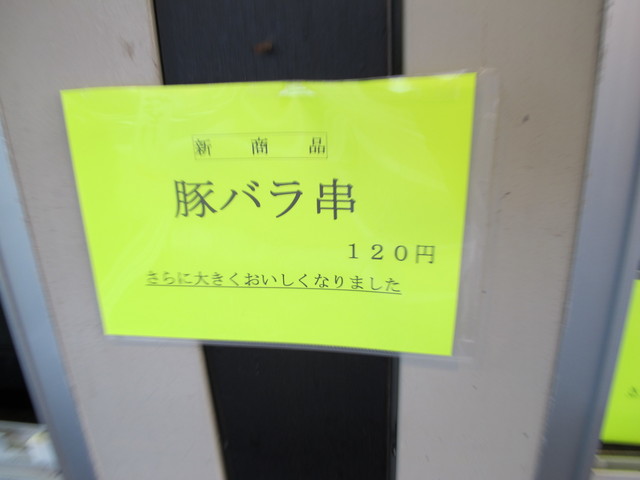 新商品
豚バラ串
120円
さらに大きくおいしくなりました